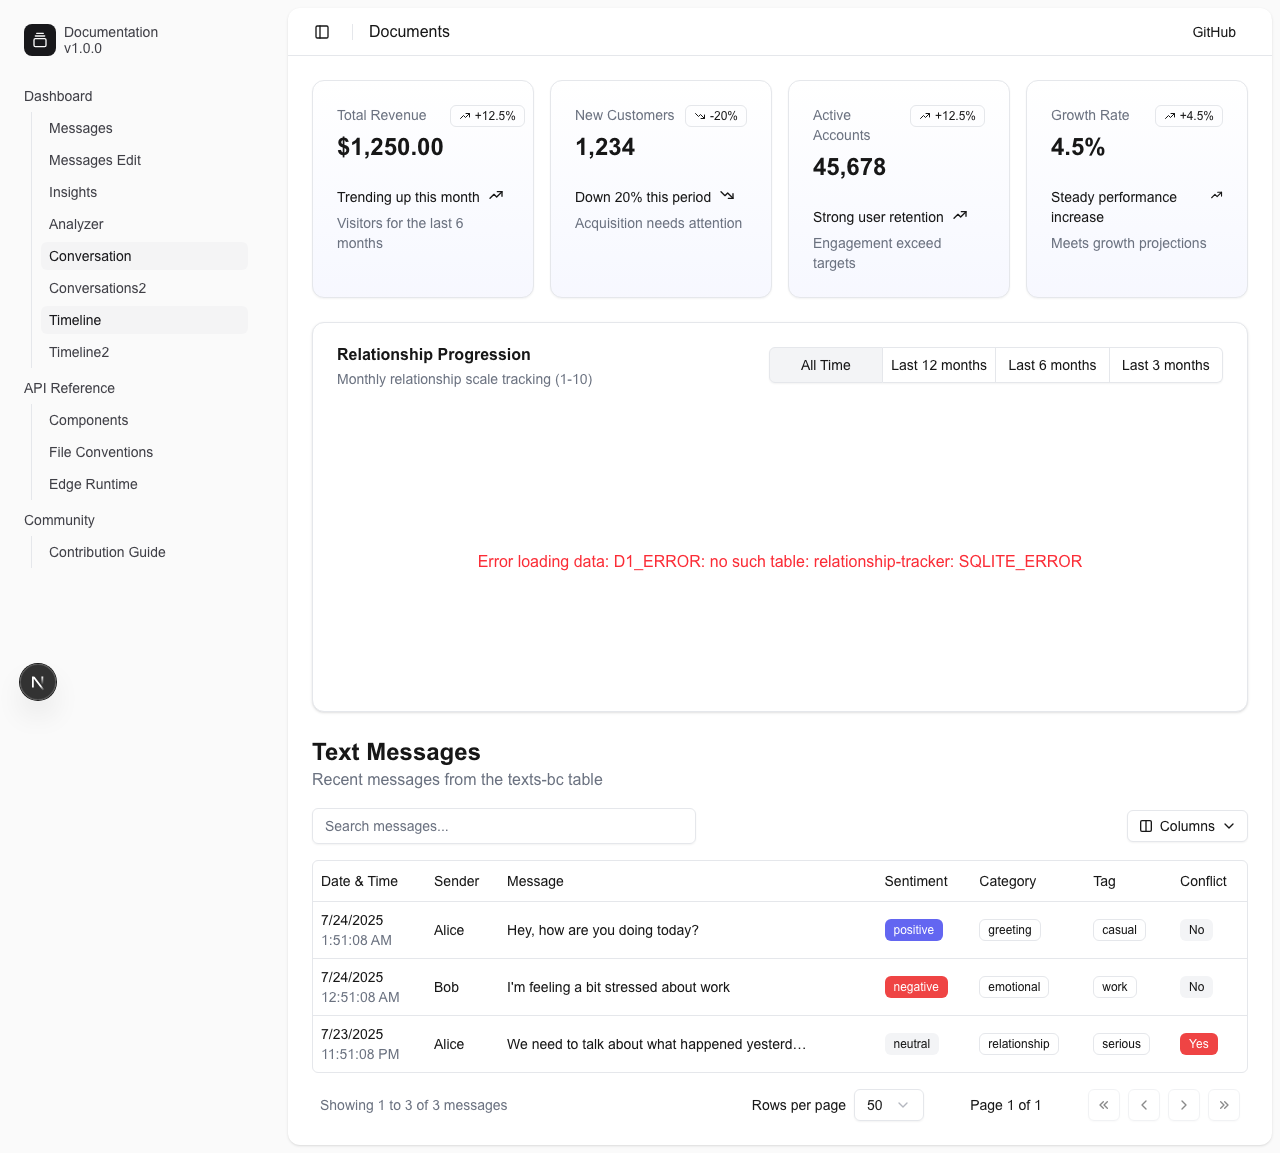 Documentation
v1.0.0
Dashboard
Messages
Messages Edit
Insights
Analyzer
Conversation
Conversations2
Timeline
Timeline2
API Reference
Components
File Conventions
Edge Runtime
Community
Contribution Guide
N
Documents
GitHub
Total Revenue
+12.5%
$1,250.00
Trending up this month
Visitors for the last 6
months
New Customers
-20%
1,234
Down 20% this period
Acquisition needs attention
Active
Accounts
+12.5%
45,678
Strong user retention
Engagement exceed
targets
Growth Rate
+4.5%
4.5%
Steady performance
increase
Meets growth projections
Relationship Progression
Monthly relationship scale tracking (1-10)
All Time
Last 12 months
Last 6 months
Last 3 months
Error loading data: D1_ERROR: no such table: relationship-tracker: SQLITE_ERROR
Text Messages
Recent messages from the texts-bc table
Search messages...
Columns
Date & Time Sender Message Sentiment Category Tag Conflict
7/24/2025
1:51:08 AM
Alice Hey, how are you doing today? positive greeting casual No
7/24/2025
12:51:08 AM
Bob I'm feeling a bit stressed about work negative emotional work No
7/23/2025
11:51:08 PM
Alice We need to talk about what happened yesterd… neutral relationship serious Yes
Showing 1 to 3 of 3 messages
Rows per page 50
Page 1 of 1